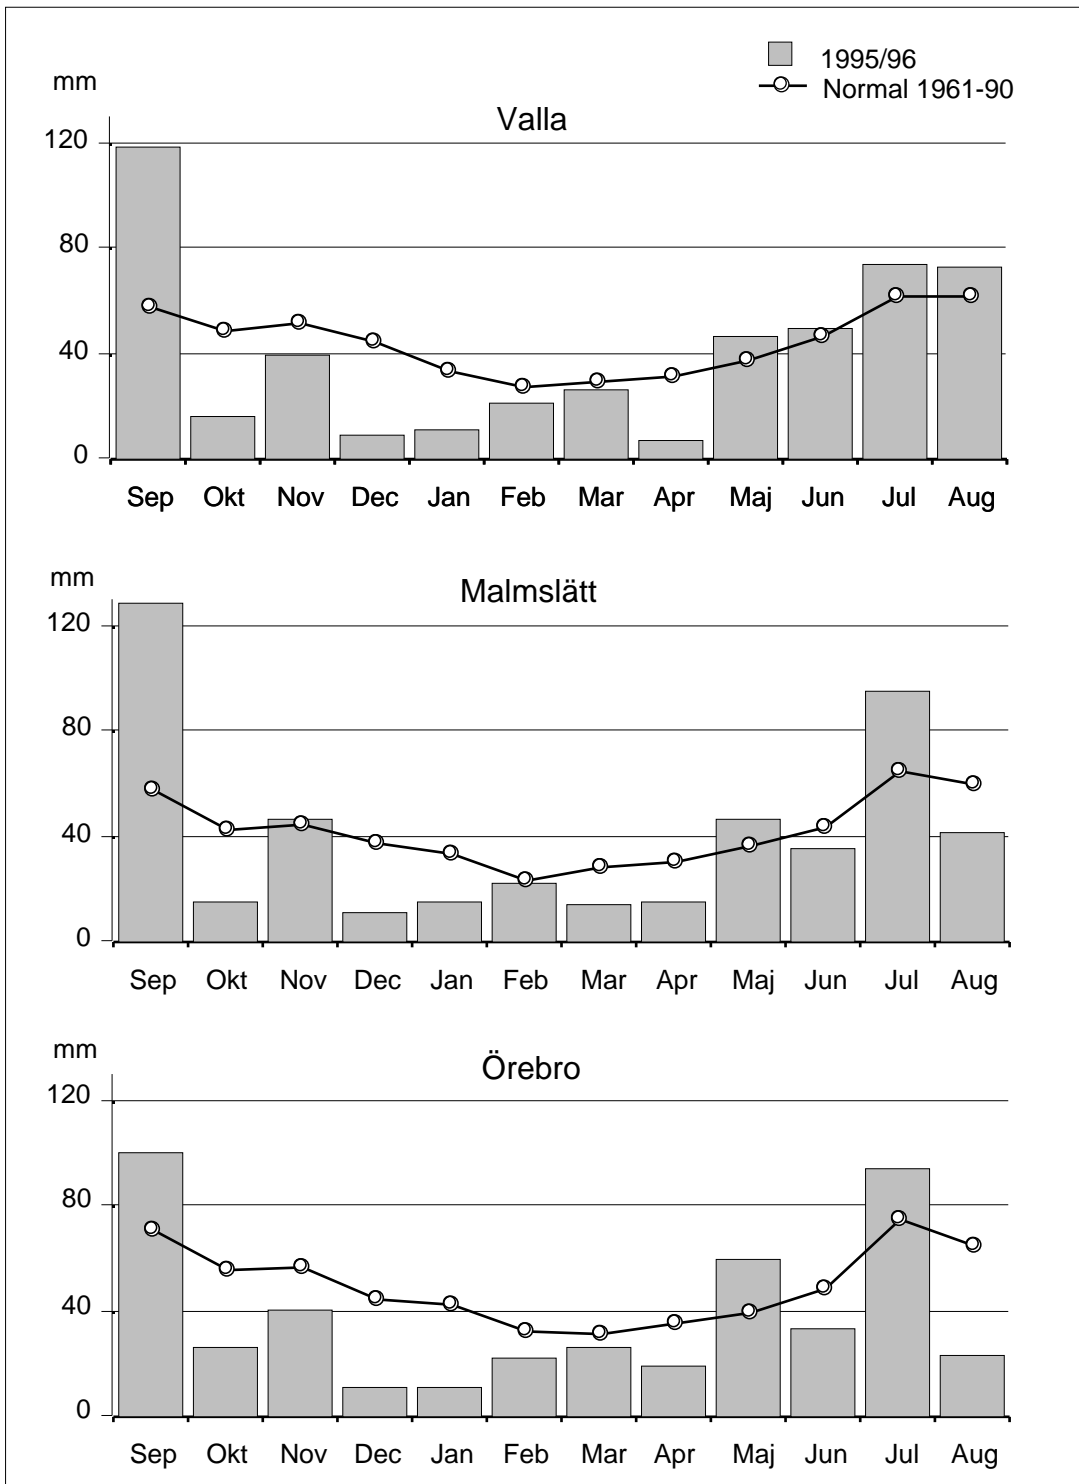 1995/96
Normal 1961-90
mm
Valla
120
80
40
0
Sep Okt Nov Dec Jan Feb Mar Apr Maj Jun Jul Aug
mm
Malmslätt
120
80
40
0
Sep Okt Nov Dec Jan Feb Mar Apr Maj Jun Jul Aug
mm
Örebro
120
80
40
0
Sep Okt Nov Dec Jan Feb Mar Apr Maj Jun Jul Aug